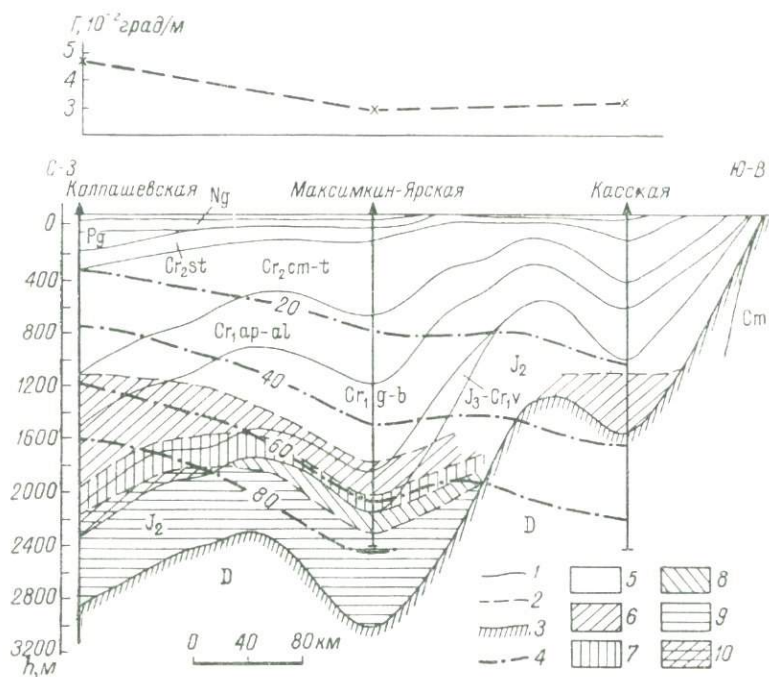 Г, 10⁻² град/м
5
4
3
С-З
Ю-В
Колпашевская
Максимкин-Ярская
Касская
Ng
Pg
Cr₂st
Cr₂cm-t
Cr₁ap-al
Cr₁g-b
J₃-Cr₁v
J₂
J₂
D
D
Cm
20
40
60
80
0
400
800
1200
1600
2000
2400
2800
3200
h, м
0 40 80 км
1
2
3
4
5
6
7
8
9
10